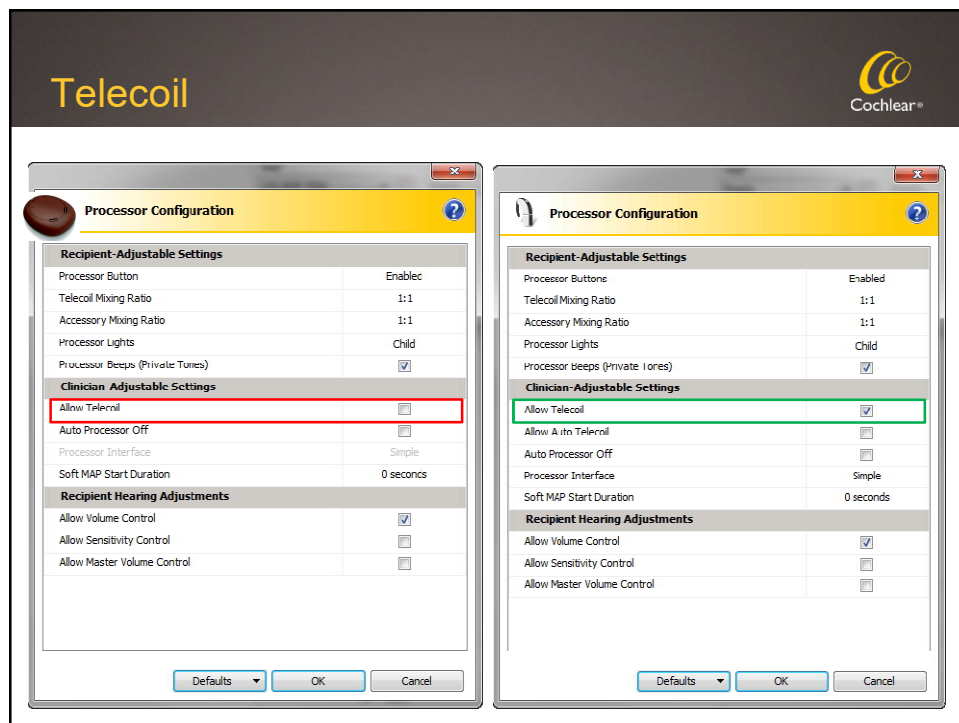 Telecoil
Cochlear®
Processor Configuration
?
Recipient-Adjustable Settings
Processor Button Enabled
Telecoil Mixing Ratio 1:1
Accessory Mixing Ratio 1:1
Processor Lights Child
Processor Beeps (Private Tones)
Clinician Adjustable Settings
Allow Telecoil
Auto Processor Off
Processor Interface Simple
Soft MAP Start Duration 0 seconds
Recipient Hearing Adjustments
Allow Volume Control
Allow Sensitivity Control
Allow Master Volume Control
Defaults OK Cancel
Processor Configuration
?
Recipient-Adjustable Settings
Processor Buttons Enabled
Telecoil Mixing Ratio 1:1
Accessory Mixing Ratio 1:1
Processor Lights Child
Processor Beeps (Private Tones)
Clinician-Adjustable Settings
Allow Telecoil
Allow Auto Telecoil
Auto Processor Off
Processor Interface Simple
Soft MAP Start Duration 0 seconds
Recipient Hearing Adjustments
Allow Volume Control
Allow Sensitivity Control
Allow Master Volume Control
Defaults OK Cancel